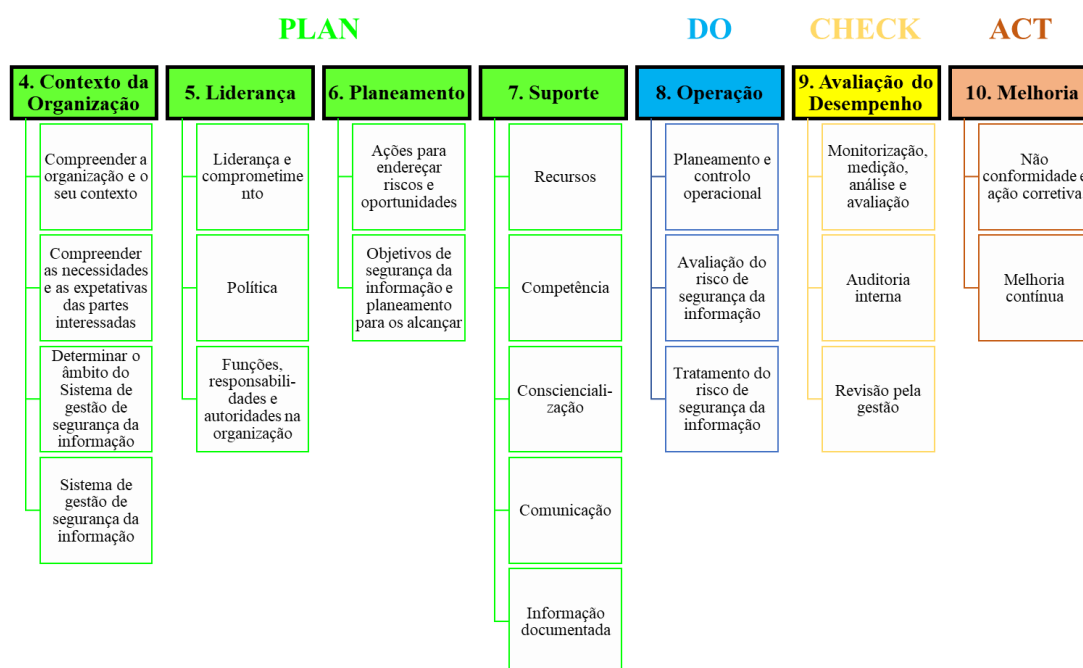 PLAN
DO
CHECK
ACT
4. Contexto da
Organização
Compreender a
organização e o
seu contexto
Compreender
as necessidades
e as expetativas
das partes
interessadas
Determinar o
âmbito do
Sistema de
gestão de
segurança da
informação
Sistema de
gestão de
segurança da
informação
5. Liderança
Liderança e
comprometime
nto
Política
Funções,
responsabili-
dades e
autoridades na
organização
6. Planeamento
Ações para
endereçar
riscos e
oportunidades
Objetivos de
segurança da
informação e
planeamento
para os alcançar
7. Suporte
Recursos
Competência
Conscienciali-
zação
Comunicação
Informação
documentada
8. Operação
Planeamento e
controlo
operacional
Avaliação do
risco de
segurança da
informação
Tratamento do
risco de
segurança da
informação
9. Avaliação do
Desempenho
Monitorização,
medição,
análise e
avaliação
Auditoria
interna
Revisão pela
gestão
10. Melhoria
Não
conformidade e
ação corretiva
Melhoria
contínua